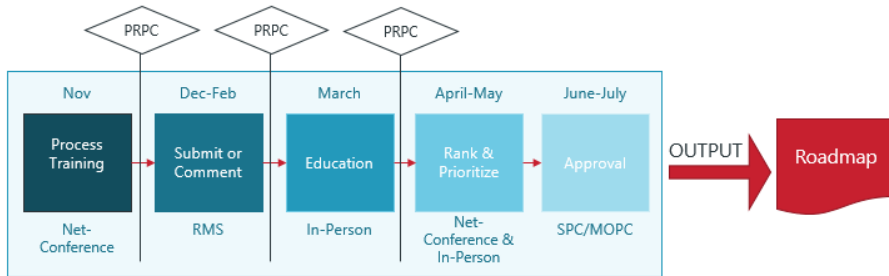 PRPC
PRPC
PRPC
Nov
Dec-Feb
March
April-May
June-July
Process
Training
Submit or
Comment
Education
Rank &
Prioritize
Approval
OUTPUT
Roadmap
Net-
Conference
RMS
In-Person
Net-
Conference &
In-Person
SPC/MOPC